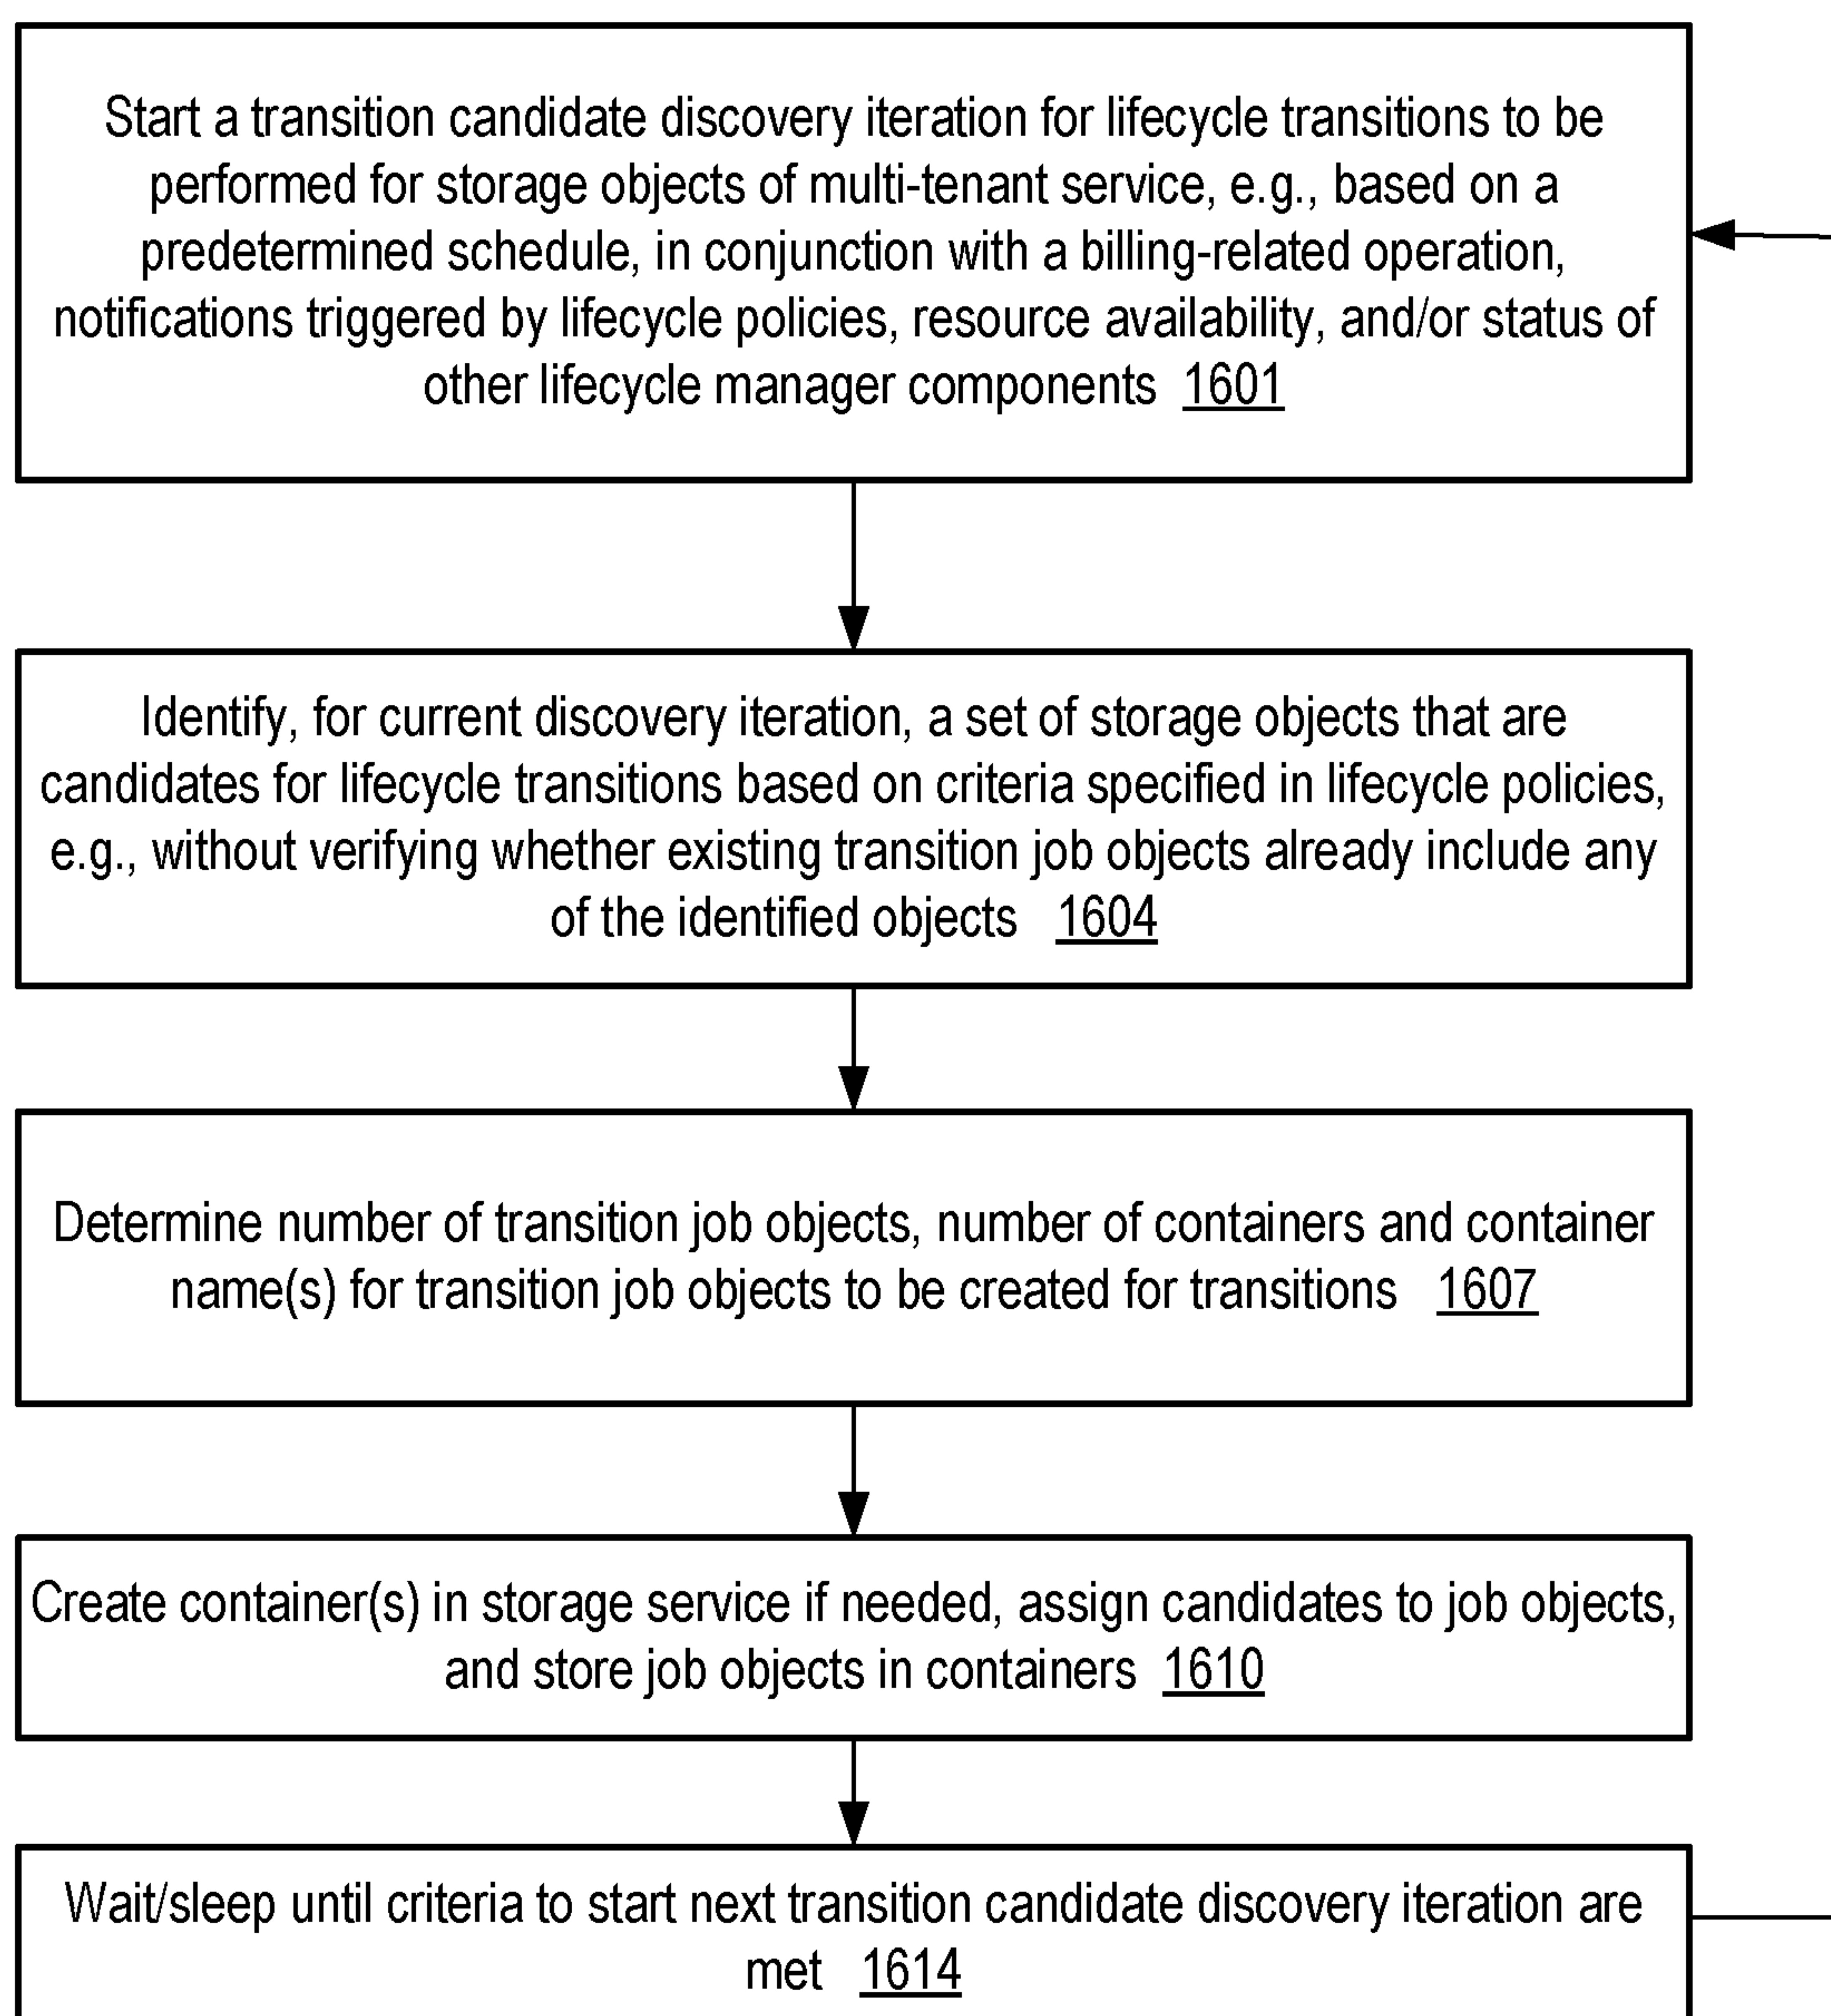 Start a transition candidate discovery iteration for lifecycle transitions to be
performed for storage objects of multi-tenant service, e.g., based on a
predetermined schedule, in conjunction with a billing-related operation,
notifications triggered by lifecycle policies, resource availability, and/or status of
other lifecycle manager components 1601
Identify, for current discovery iteration, a set of storage objects that are
candidates for lifecycle transitions based on criteria specified in lifecycle policies,
e.g., without verifying whether existing transition job objects already include any
of the identified objects 1604
Determine number of transition job objects, number of containers and container
name(s) for transition job objects to be created for transitions 1607
Create container(s) in storage service if needed, assign candidates to job objects,
and store job objects in containers 1610
Wait/sleep until criteria to start next transition candidate discovery iteration are
met 1614